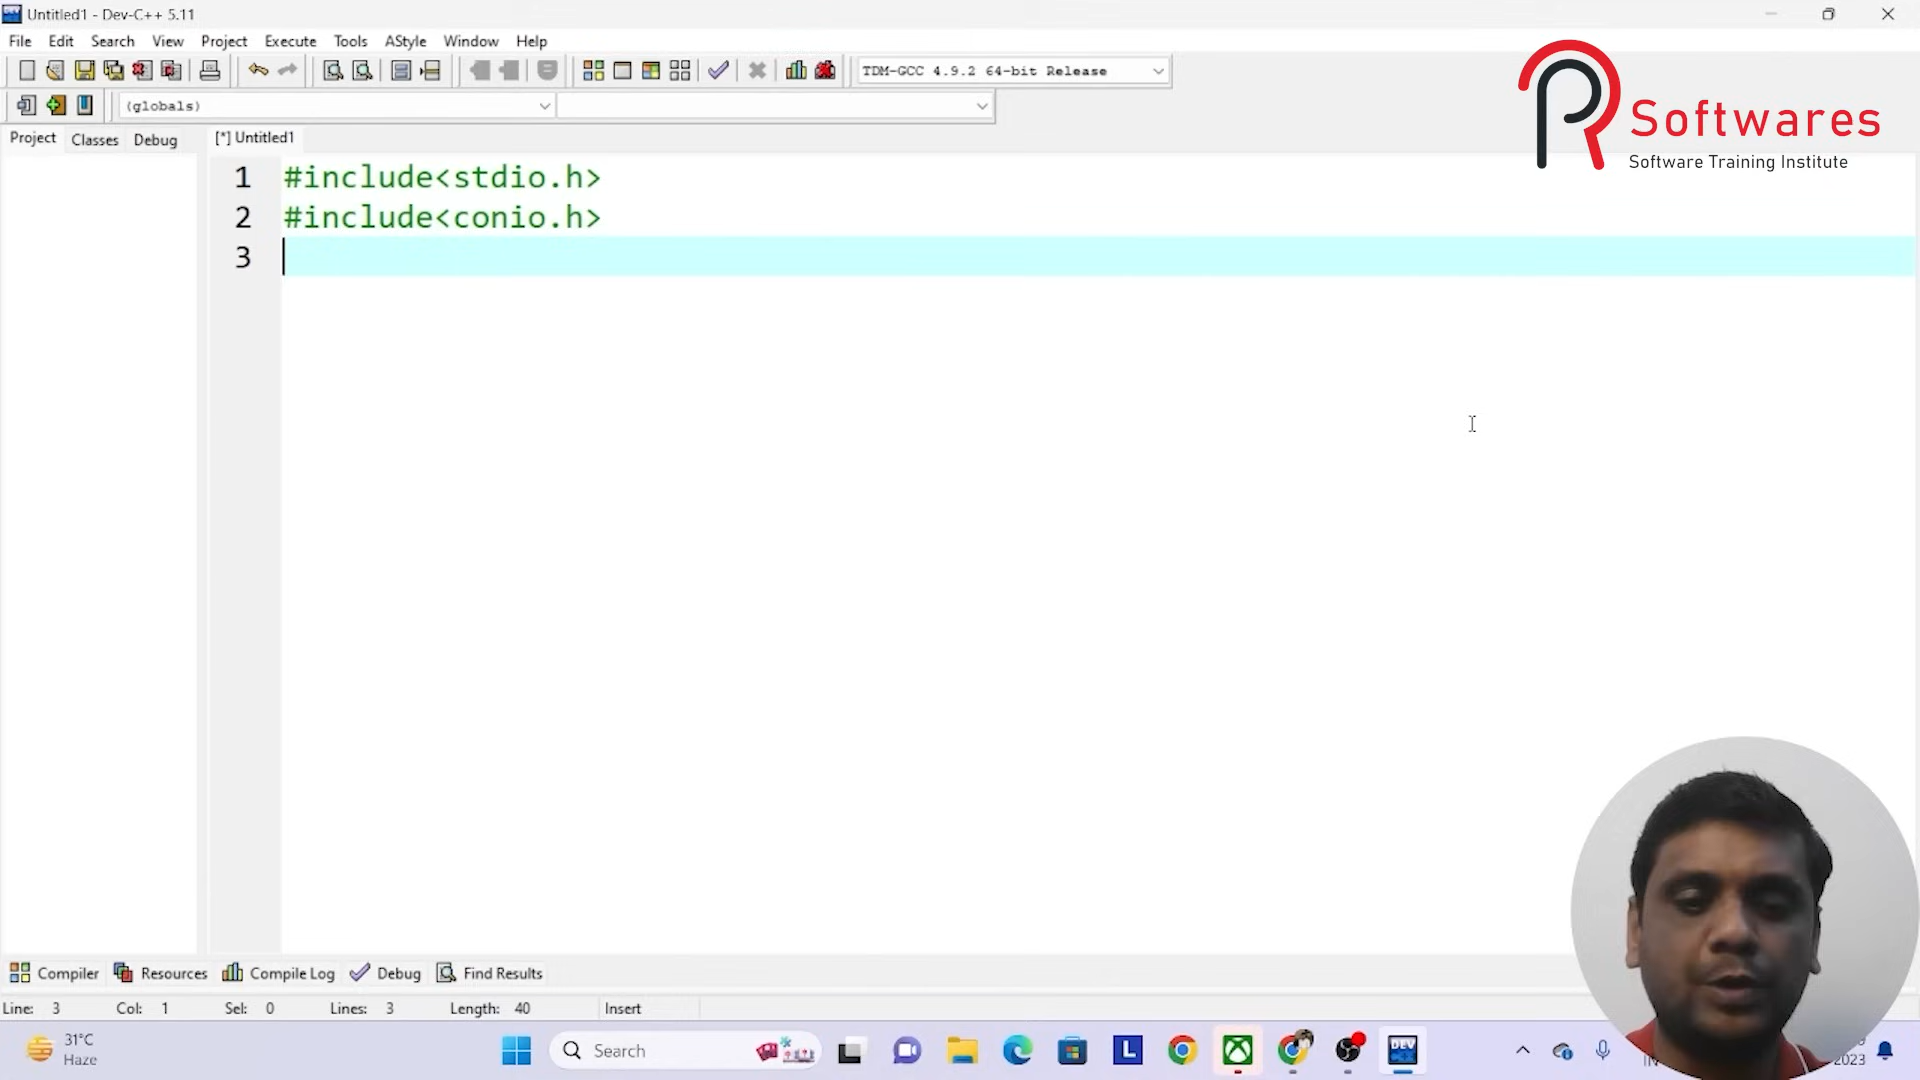 Untitled1 - Dev-C++ 5.11
File Edit Search View Project Execute Tools AStyle Window Help
TDM-GCC 4.9.2 64-bit Release
(globals)
Softwares
Software Training Institute
Project Classes Debug
[*] Untitled1
1 #include<stdio.h>
2 #include<conio.h>
3
Compiler Resources Compile Log Debug Find Results
Line: 3 Col: 1 Sel: 0 Lines: 3 Length: 40 Insert
31°C
Haze
Search
L
DEV
2023